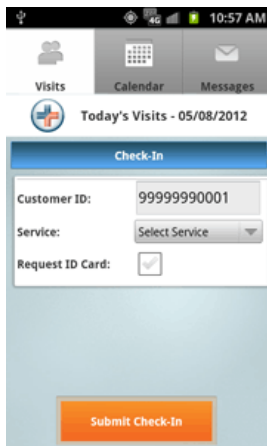 4G 10:57 AM
Visits Calendar Messages
Today's Visits - 05/08/2012
Check-In
Customer ID: 99999990001
Service: Select Service
Request ID Card:
Submit Check-In